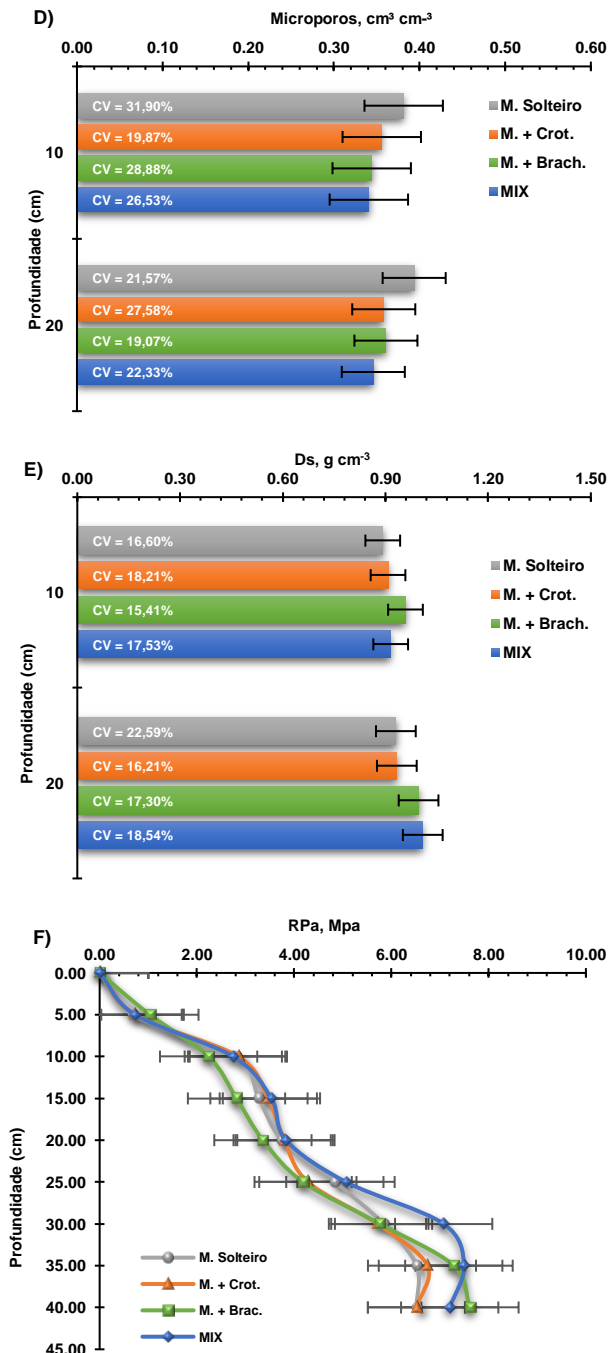 D)
Microporos, cm³ cm⁻³
0.00 0.10 0.20 0.30 0.40 0.50 0.60
Profundidade (cm)
10
CV = 31,90%
CV = 19,87%
CV = 28,88%
CV = 26,53%
20
CV = 21,57%
CV = 27,58%
CV = 19,07%
CV = 22,33%
M. Solteiro
M. + Crot.
M. + Brach.
MIX
E)
Ds, g cm⁻³
0.00 0.30 0.60 0.90 1.20 1.50
Profundidade (cm)
10
CV = 16,60%
CV = 18,21%
CV = 15,41%
CV = 17,53%
20
CV = 22,59%
CV = 16,21%
CV = 17,30%
CV = 18,54%
M. Solteiro
M. + Crot.
M. + Brach.
MIX
F)
RPa, Mpa
0.00 2.00 4.00 6.00 8.00 10.00
Profundidade (cm)
0.00
5.00
10.00
15.00
20.00
25.00
30.00
35.00
40.00
45.00
M. Solteiro
M. + Crot.
M. + Brac.
MIX